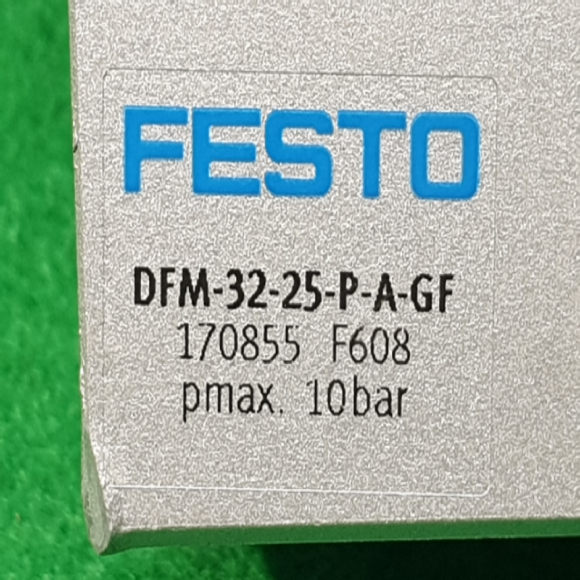 FESTO
DFM-32-25-P-A-GF
170855 F608
pmax. 10bar